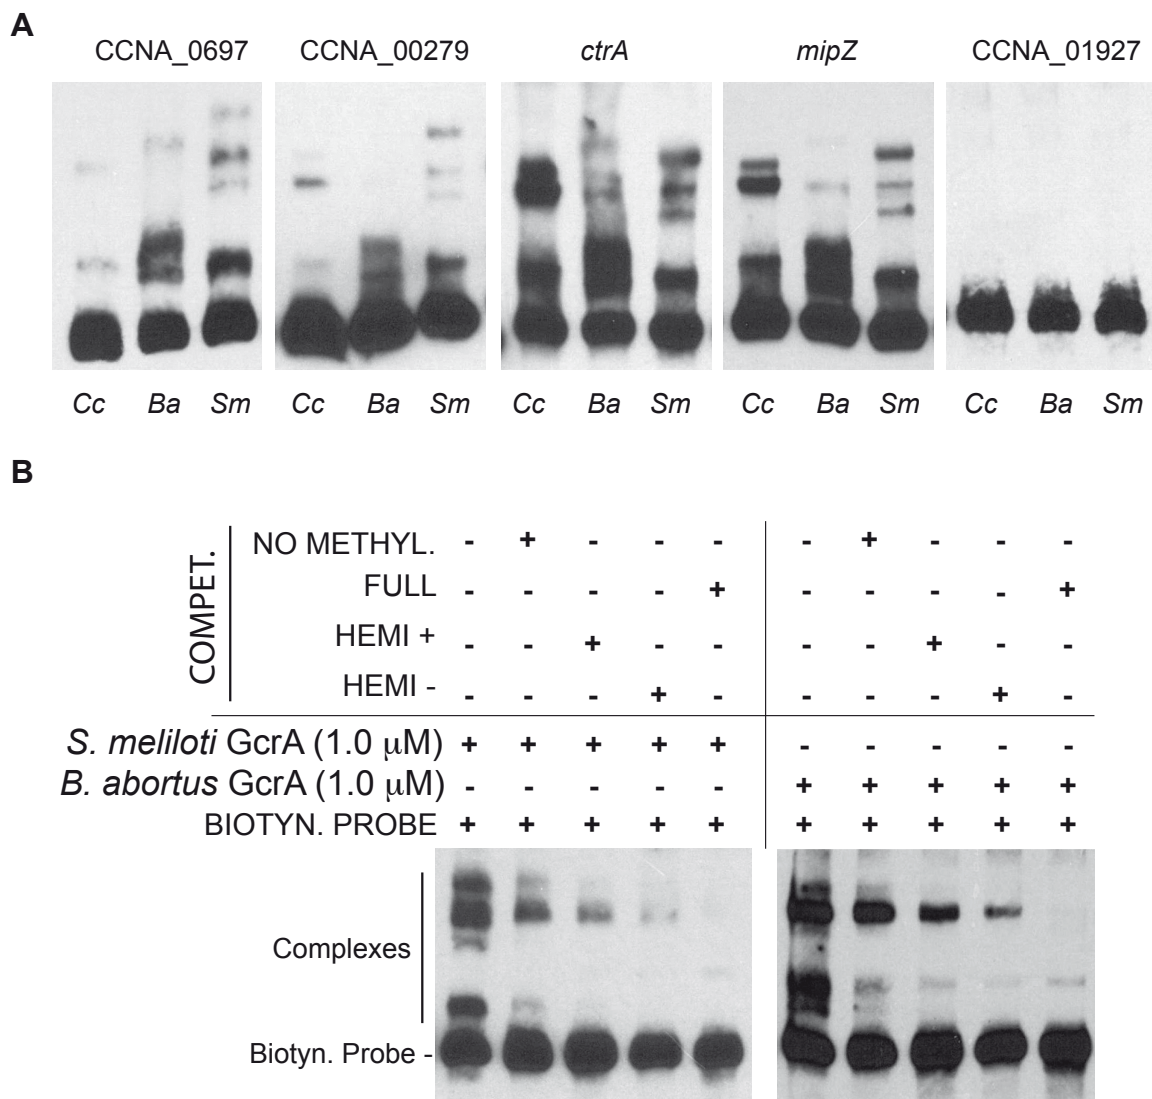 A
CCNA_0697 CCNA_00279 ctrA mipZ CCNA_01927
Cc Ba Sm Cc Ba Sm Cc Ba Sm Cc Ba Sm Cc Ba Sm
B
COMPET.
NO METHYL. - + - - - - + - - -
FULL - - - - + - - - - +
HEMI + - - + - - - - + - -
HEMI - - - - + - - - - + -
S. meliloti GcrA (1.0 μM) + + + + + - - - - -
B. abortus GcrA (1.0 μM) - - - - - + + + + +
BIOTYN. PROBE + + + + + + + + + +
Complexes
Biotyn. Probe -